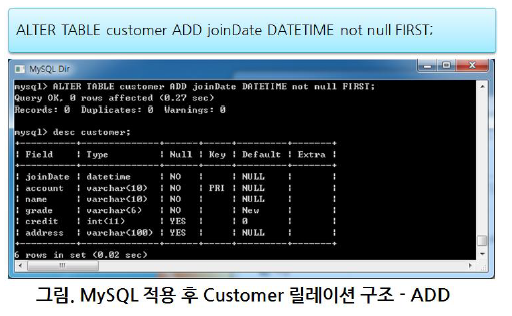 ALTER TABLE customer ADD joinDate DATETIME not null FIRST;
MySQL Dir
mysql> ALTER TABLE customer ADD joinDate DATETIME not null FIRST;
Query OK, 0 rows affected (0.27 sec)
Records: 0  Duplicates: 0  Warnings: 0
mysql> desc customer;
+----------+--------------+------+-----+---------+-------+
| Field    | Type         | Null | Key | Default | Extra |
+----------+--------------+------+-----+---------+-------+
| joinDate | datetime     | NO   |     | NULL    |       |
| account  | varchar(10)  | NO   | PRI | NULL    |       |
| name     | varchar(10)  | NO   |     | NULL    |       |
| grade    | varchar(6)   | NO   |     | New     |       |
| credit   | int(11)      | YES  |     | 0       |       |
| address  | varchar(100) | YES  |     | NULL    |       |
+----------+--------------+------+-----+---------+-------+
6 rows in set (0.02 sec)
그림. MySQL 적용 후 Customer 릴레이션 구조 - ADD